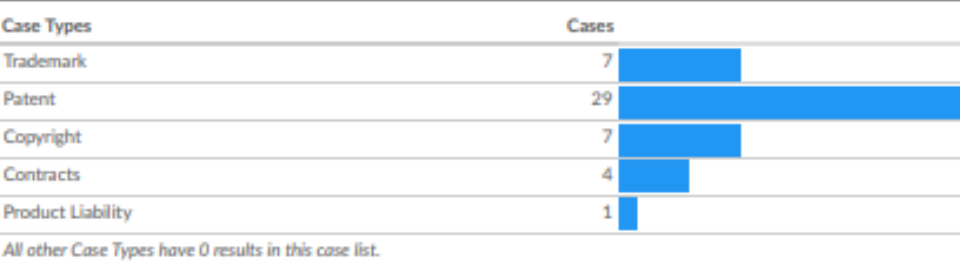 Case Types Cases
Trademark 7
Patent 29
Copyright 7
Contracts 4
Product Liability 1
All other Case Types have 0 results in this case list.